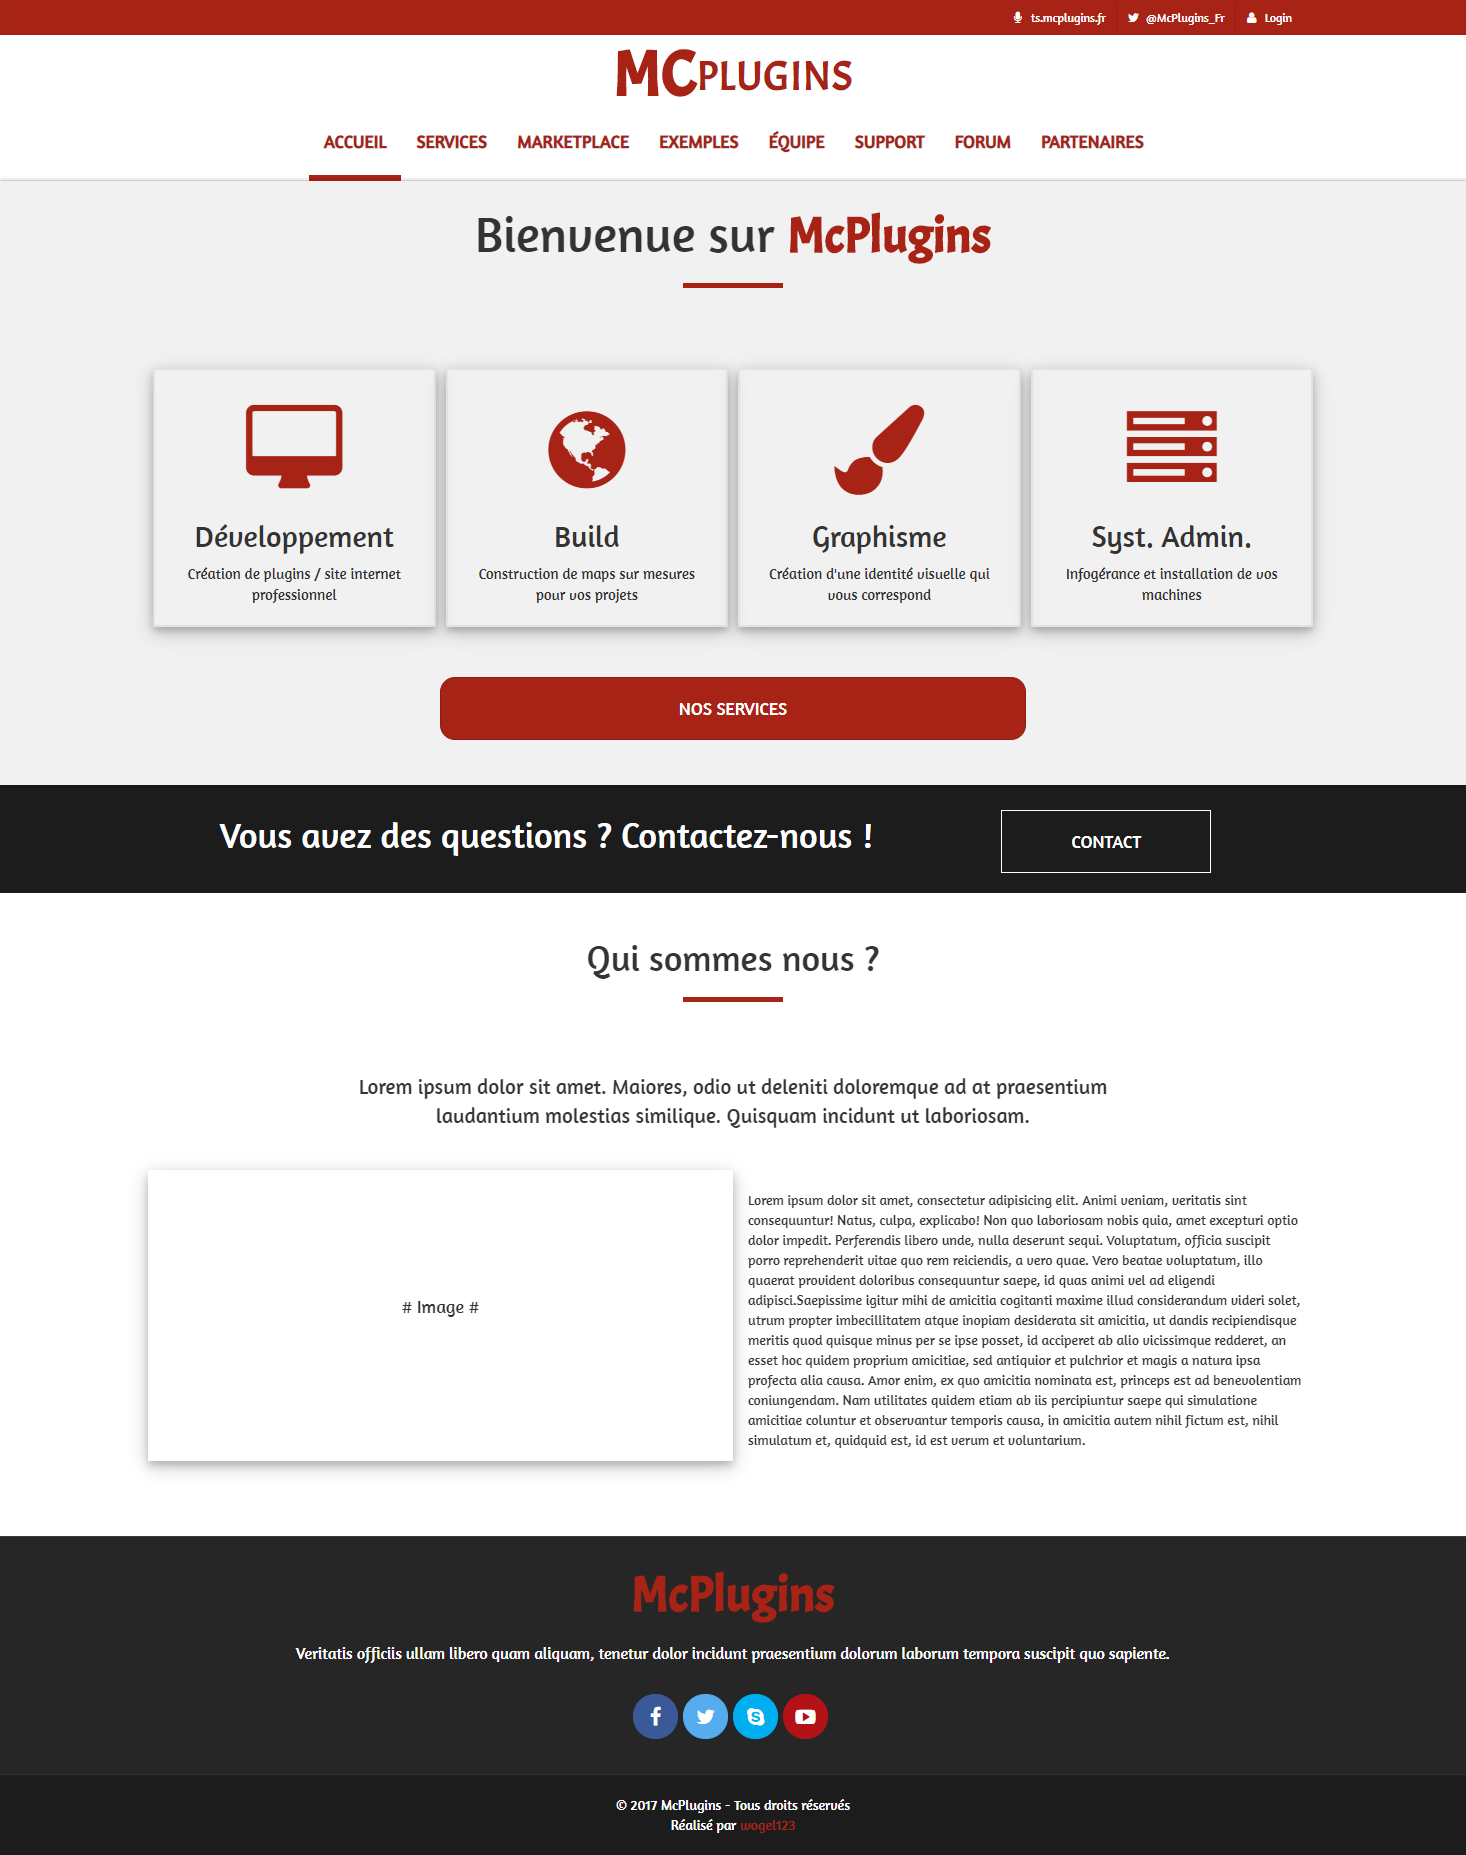 ts.mcplugins.fr @McPlugins_Fr Login
MCPLUGINS
ACCUEIL SERVICES MARKETPLACE EXEMPLES ÉQUIPE SUPPORT FORUM PARTENAIRES
Bienvenue sur McPlugins
Développement
Création de plugins / site internet
professionnel
Build
Construction de maps sur mesures
pour vos projets
Graphisme
Création d'une identité visuelle qui
vous correspond
Syst. Admin.
Infogérance et installation de vos
machines
NOS SERVICES
Vous avez des questions ? Contactez-nous !
CONTACT
Qui sommes nous ?
Lorem ipsum dolor sit amet. Maiores, odio ut deleniti doloremque ad at praesentium
laudantium molestias similique. Quisquam incidunt ut laboriosam.
# Image #
Lorem ipsum dolor sit amet, consectetur adipisicing elit. Animi veniam, veritatis sint
consequuntur! Natus, culpa, explicabo! Non quo laboriosam nobis quia, amet excepturi optio
dolor impedit. Perferendis libero unde, nulla deserunt sequi. Voluptatum, officia suscipit
porro reprehenderit vitae quo rem reiciendis, a vero quae. Vero beatae voluptatum, illo
quaerat provident doloribus consequuntur saepe, id quas animi vel ad eligendi
adipisci.Saepissime igitur mihi de amicitia cogitanti maxime illud considerandum videri solet,
utrum propter imbecillitatem atque inopiam desiderata sit amicitia, ut dandis recipiendisque
meritis quod quisque minus per se ipse posset, id acciperet ab alio vicissimque redderet, an
esset hoc quidem proprium amicitiae, sed antiquior et pulchrior et magis a natura ipsa
profecta alia causa. Amor enim, ex quo amicitia nominata est, princeps est ad benevolentiam
coniungendam. Nam utilitates quidem etiam ab iis percipiuntur saepe qui simulatione
amicitiae coluntur et observantur temporis causa, in amicitia autem nihil fictum est, nihil
simulatum et, quidquid est, id est verum et voluntarium.
McPlugins
Veritatis officiis ullam libero quam aliquam, tenetur dolor incidunt praesentium dolorum laborum tempora suscipit quo sapiente.
© 2017 McPlugins - Tous droits réservés
Réalisé par wogel123